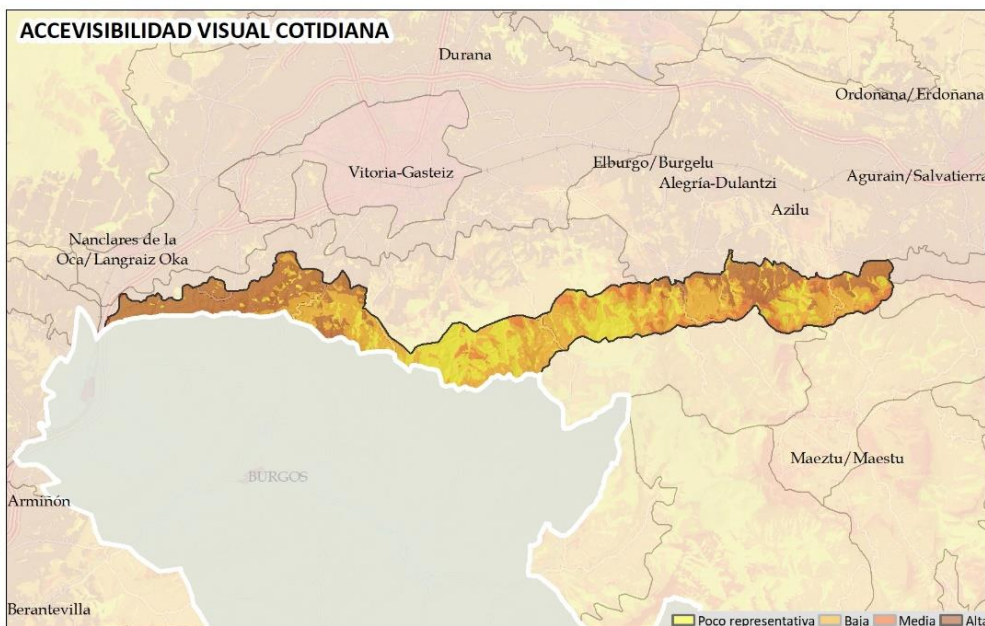 ACCEVISIBILIDAD VISUAL COTIDIANA
Durana
Ordoñana/Erdoñana
Vitoria-Gasteiz
Elburgo/Burgelu
Alegría-Dulantzi
Agurain/Salvatierra
Azilu
Nanclares de la
Oca/Langraiz Oka
Maeztu/Maestu
BURGOS
Armiñón
Berantevilla
Poco representativa Baja Media Alta